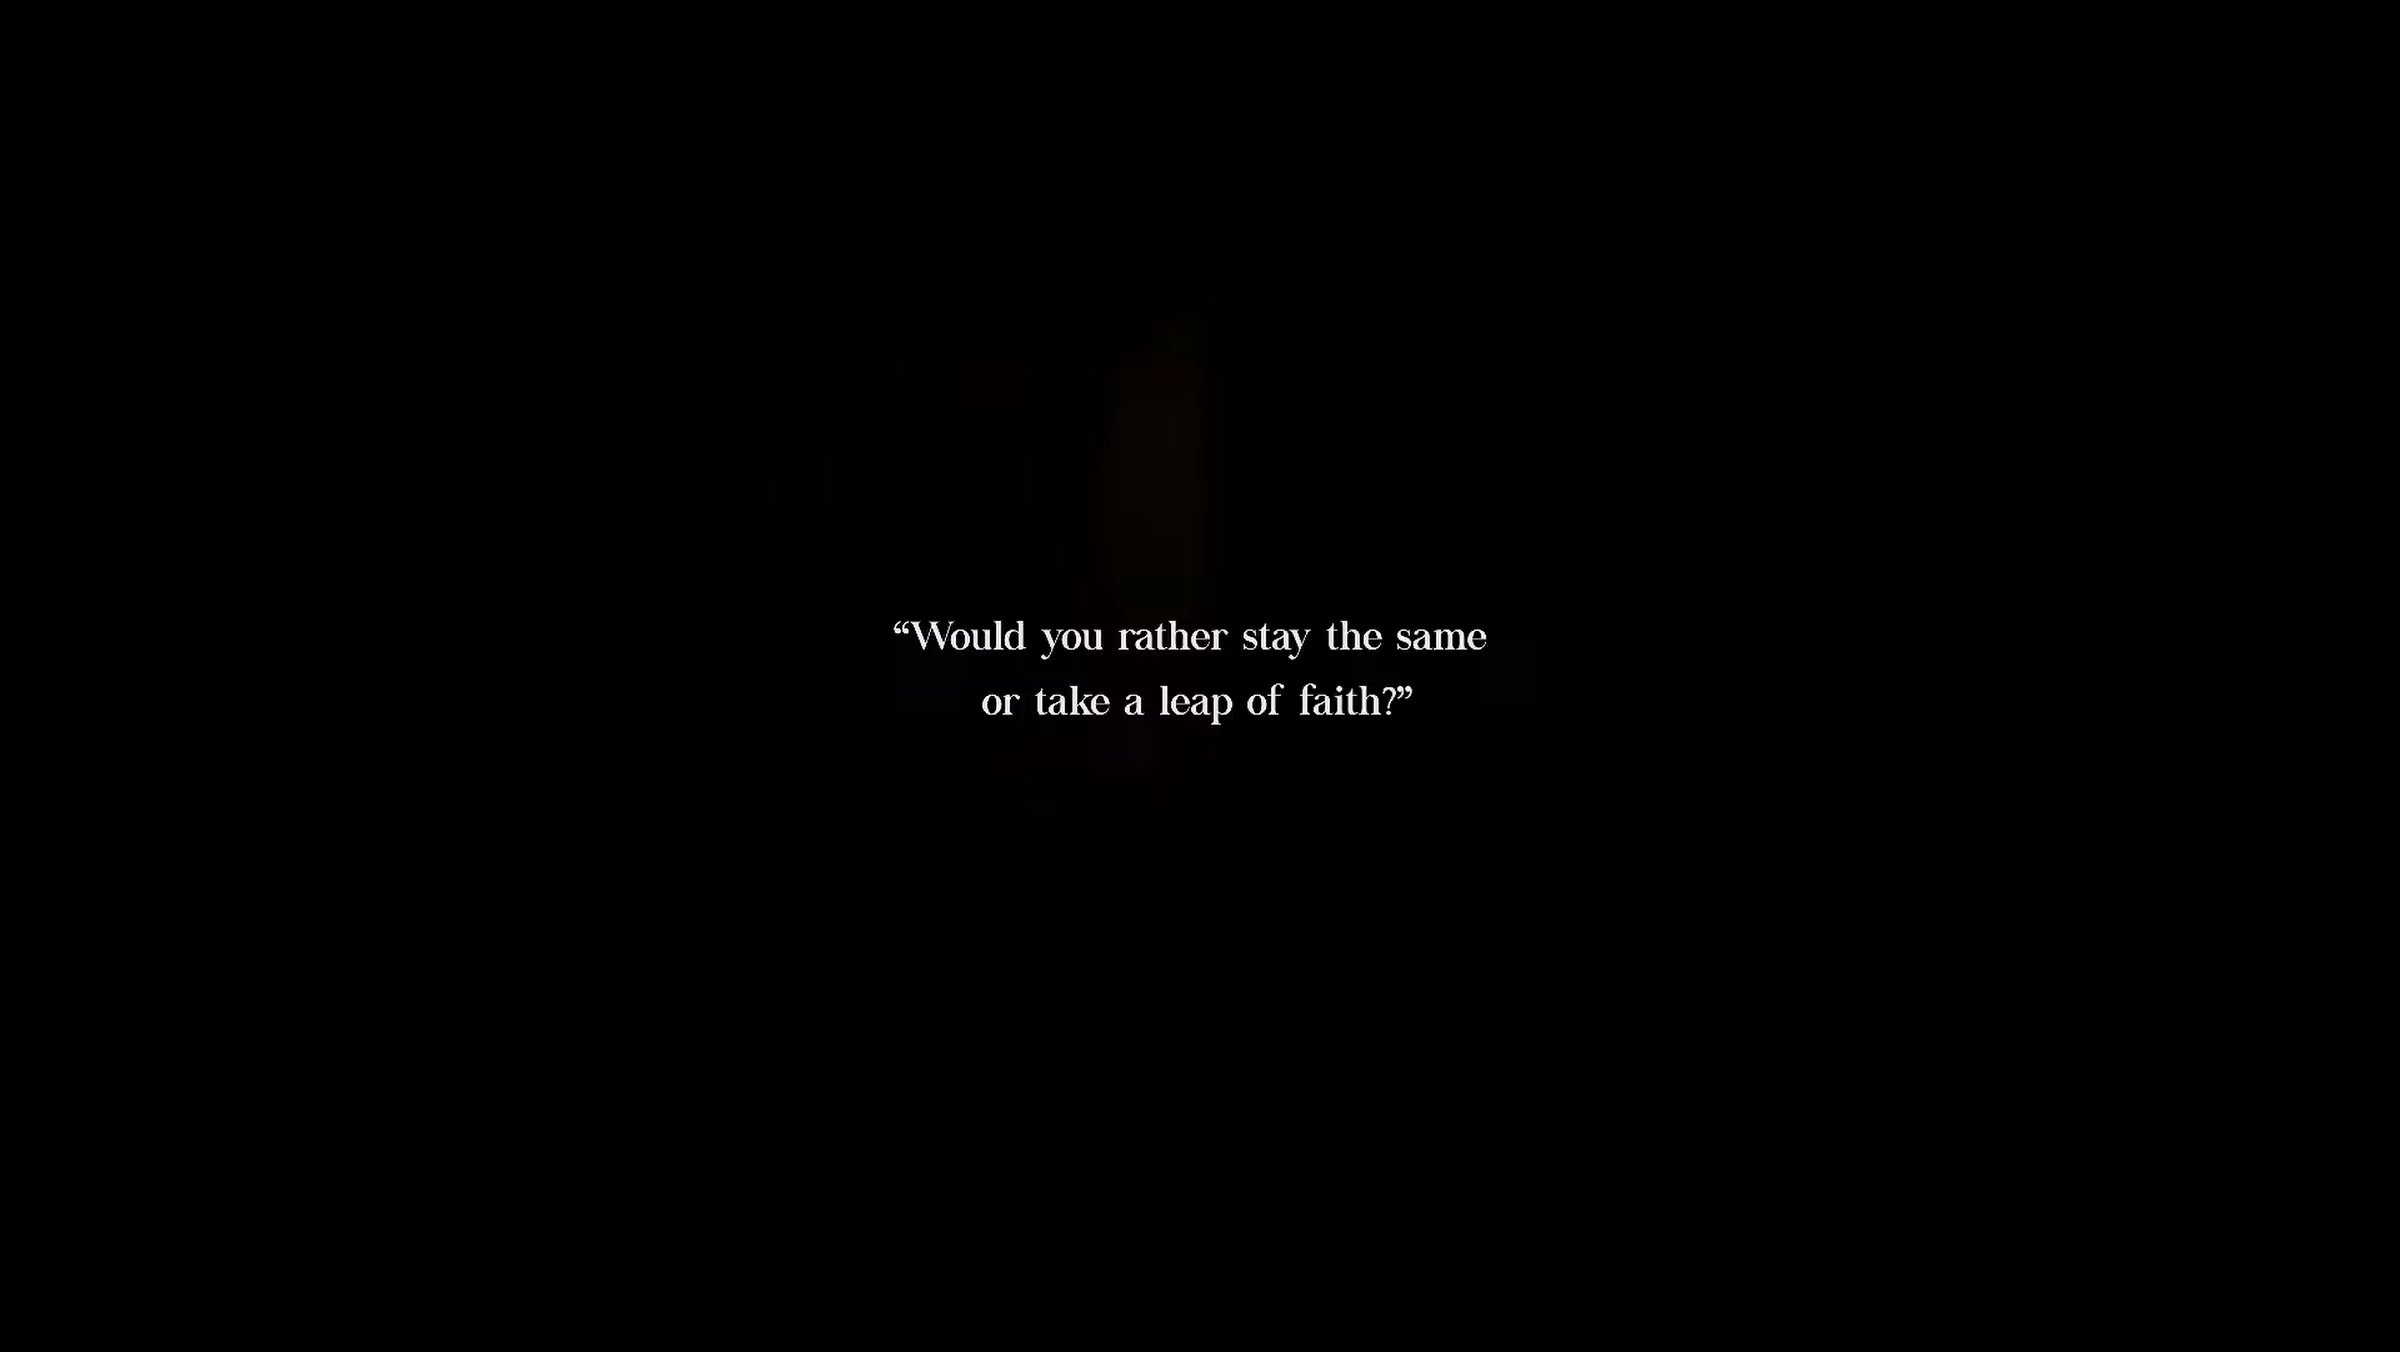 “Would you rather stay the same
or take a leap of faith?”